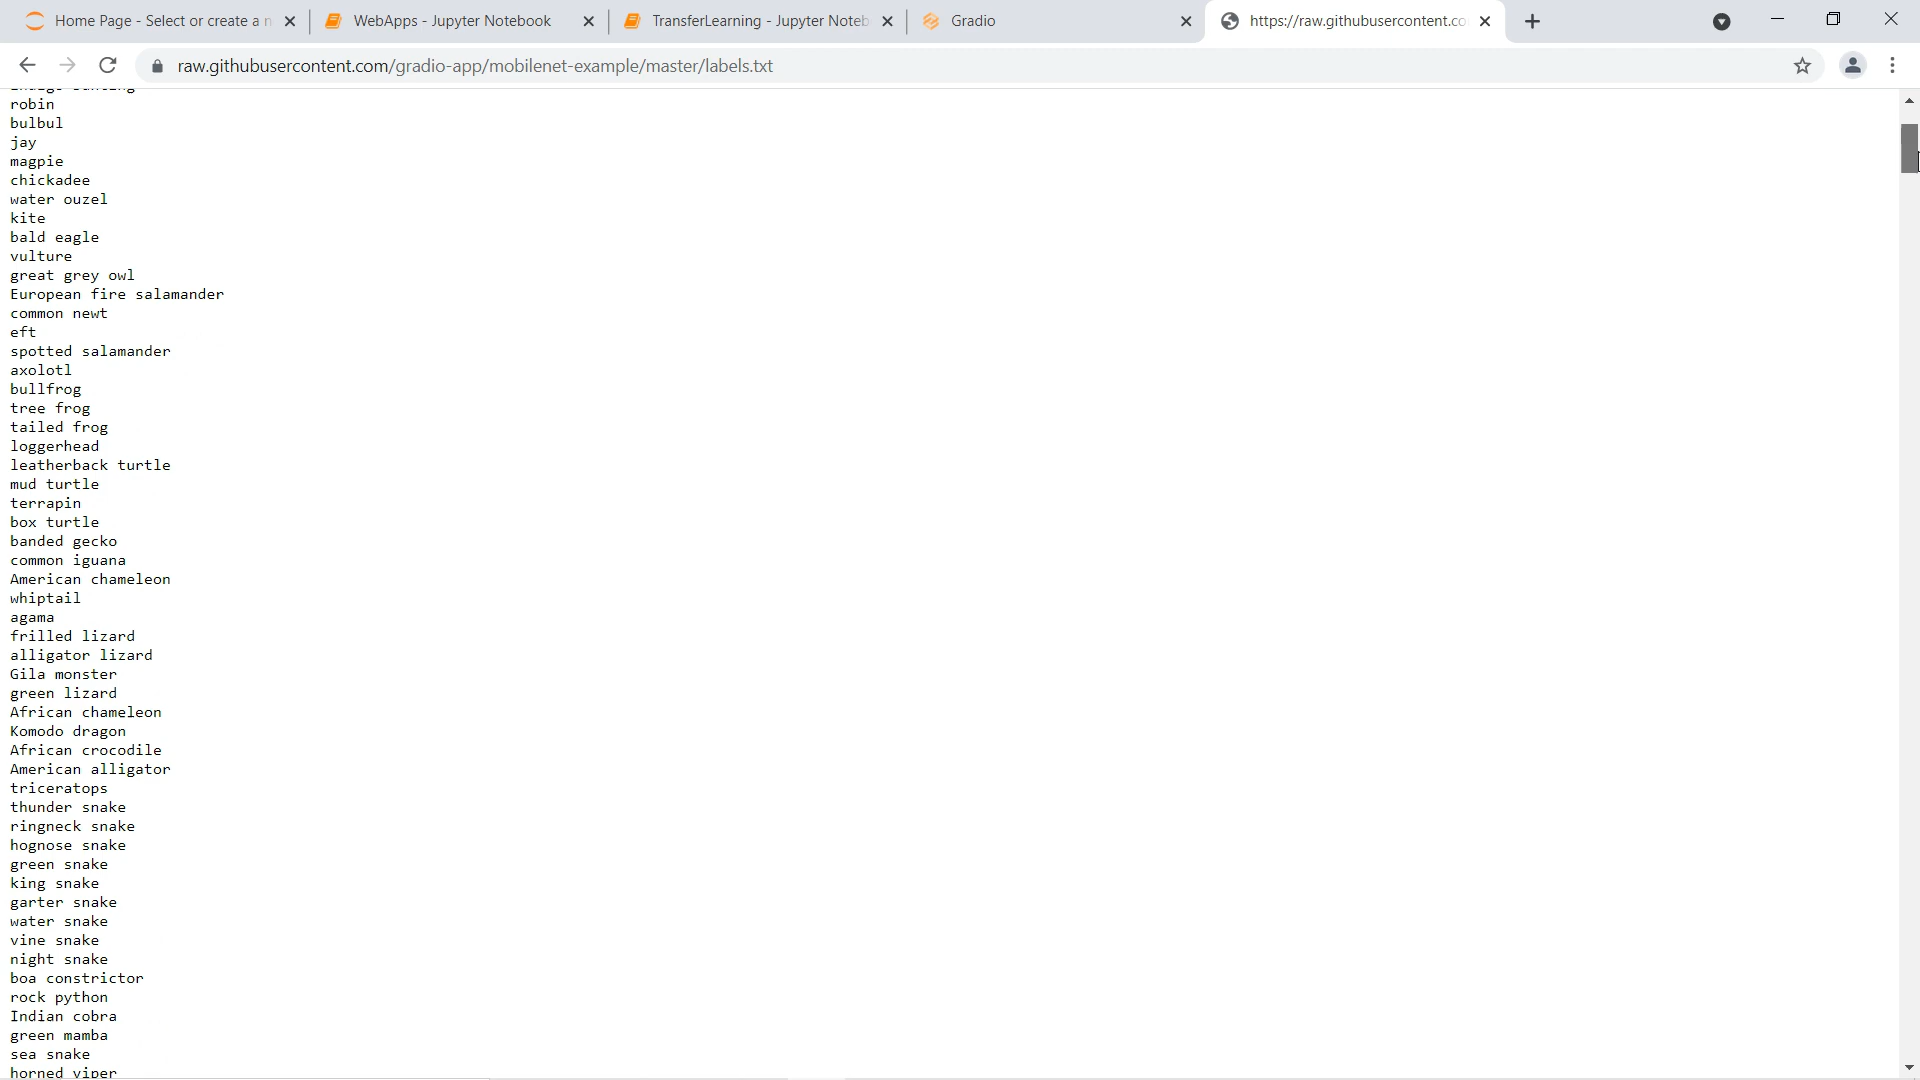 Home Page - Select or create a n
WebApps - Jupyter Notebook
TransferLearning - Jupyter Noteb
Gradio
https://raw.githubusercontent.co
raw.githubusercontent.com/gradio-app/mobilenet-example/master/labels.txt
robin
bulbul
jay
magpie
chickadee
water ouzel
kite
bald eagle
vulture
great grey owl
European fire salamander
common newt
eft
spotted salamander
axolotl
bullfrog
tree frog
tailed frog
loggerhead
leatherback turtle
mud turtle
terrapin
box turtle
banded gecko
common iguana
American chameleon
whiptail
agama
frilled lizard
alligator lizard
Gila monster
green lizard
African chameleon
Komodo dragon
African crocodile
American alligator
triceratops
thunder snake
ringneck snake
hognose snake
green snake
king snake
garter snake
water snake
vine snake
night snake
boa constrictor
rock python
Indian cobra
green mamba
sea snake
horned viper